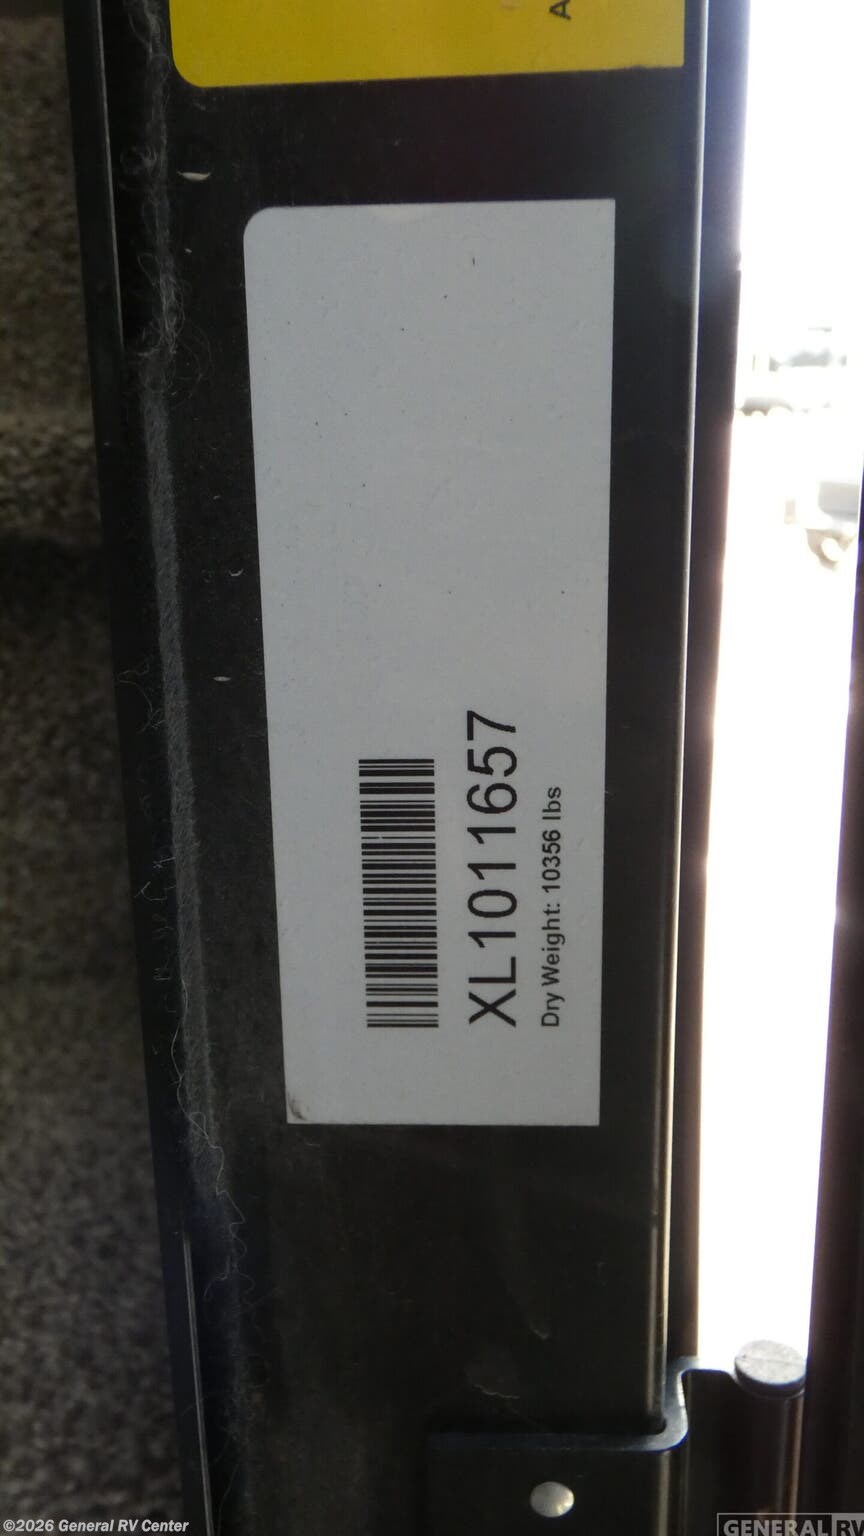 A
XL1011657
Dry Weight: 10356 lbs
©2026 General RV Center
GENERAL RV